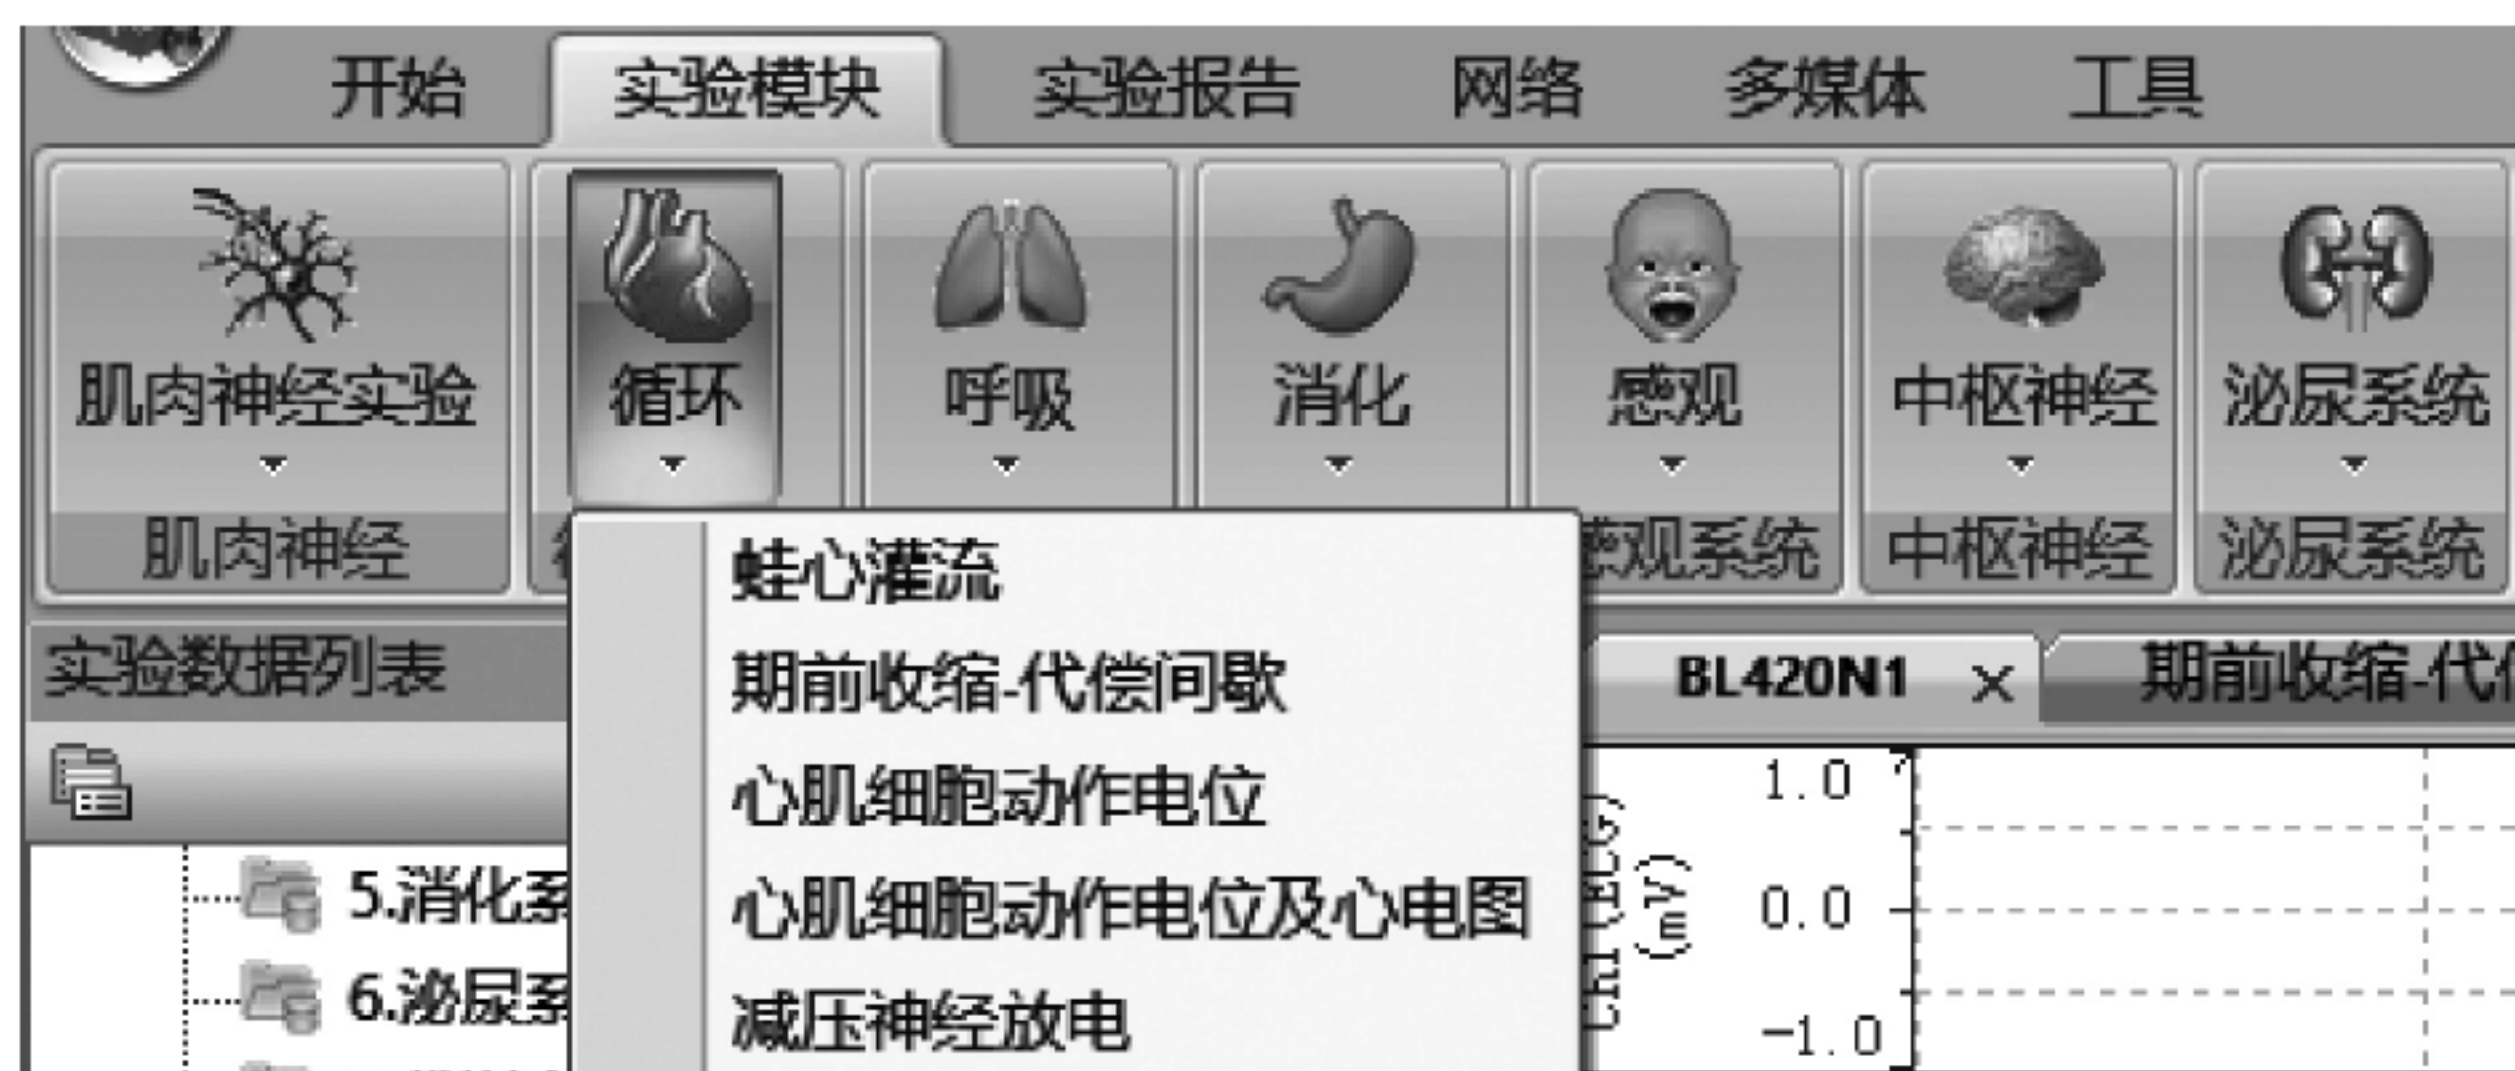 开始 实验模块 实验报告 网络 多媒体 工具
肌肉神经实验 循环 呼吸 消化 感观 中枢神经 泌尿系统
肌肉神经 观系统 中枢神经 泌尿系统
蛙心灌流
期前收缩-代偿间歇
心肌细胞动作电位
心肌细胞动作电位及心电图
减压神经放电
实验数据列表
5.消化系
6.泌尿系
BL420N1 期前收缩-代
(mV)
1.0
0.0
-1.0